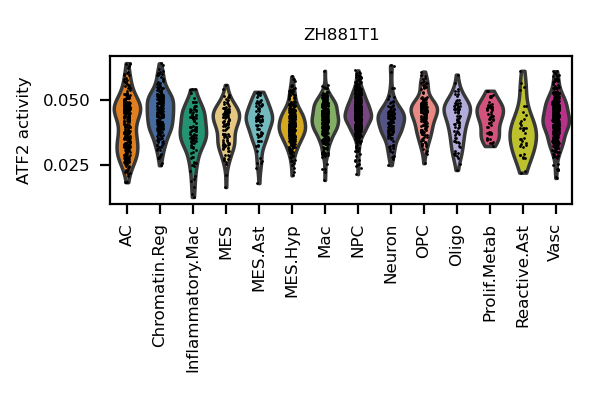 ZH881T1
ATF2 activity
0.050
0.025
AC
Chromatin.Reg
Inflammatory.Mac
MES
MES.Ast
MES.Hyp
Mac
NPC
Neuron
OPC
Oligo
Prolif.Metab
Reactive.Ast
Vasc